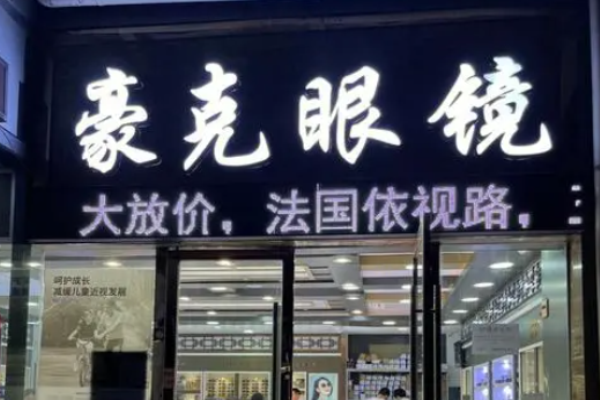 豪克眼镜
大放价，法国依视路，
呵护成长
减缓儿童近视发展